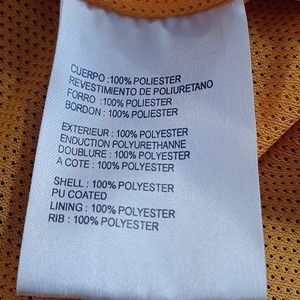 CUERPO :100% POLIESTER
REVESTIMIENTO DE POLIURETANO
FORRO : 100% POLIESTER
BORDON : 100% POLIESTER
EXTERIEUR : 100% POLYESTER
ENDUCTION POLYURETHANNE
DOUBLURE : 100% POLYESTER
A COTE : 100% POLYESTER
SHELL : 100% POLYESTER
PU COATED
LINING : 100% POLYESTER
RIB : 100% POLYESTER